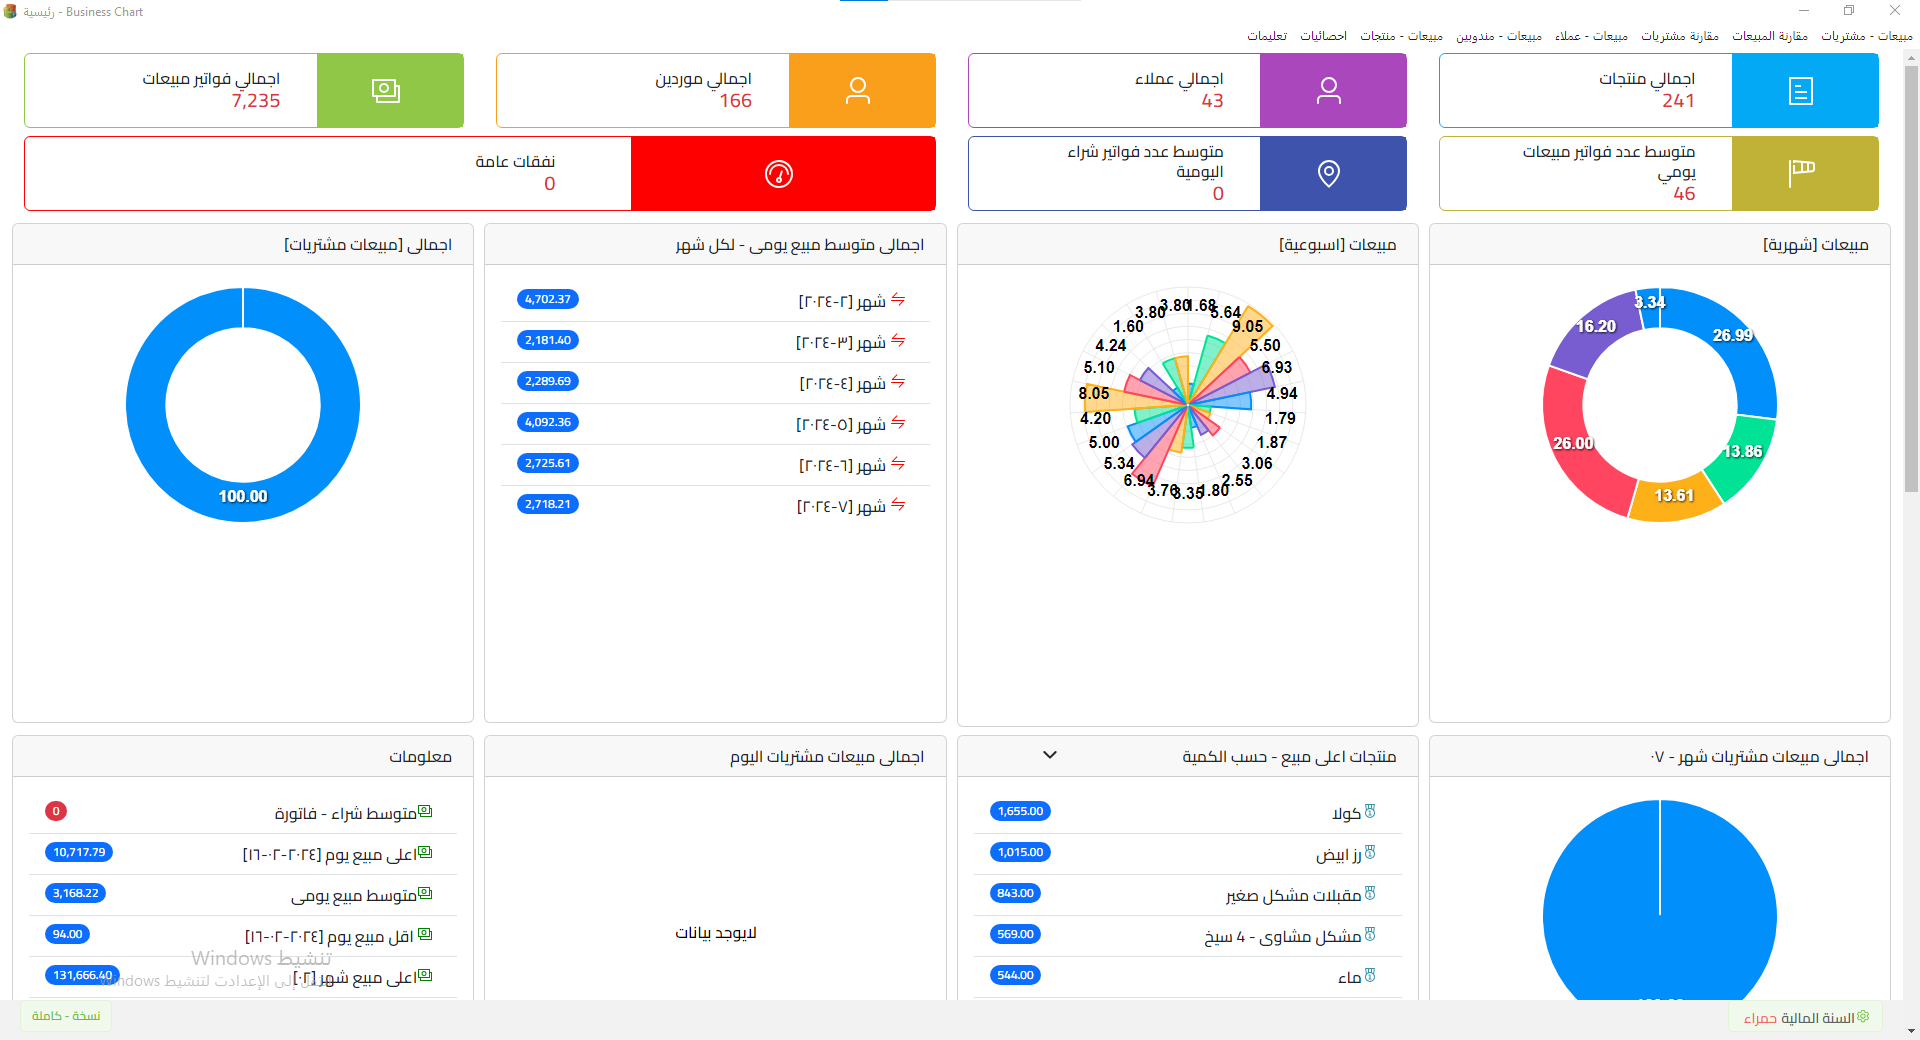 رئيسية - Business Chart
مبيعات - مشتريات
مقارنة المبيعات
مقارنة مشتريات
مبيعات - عملاء
مبيعات - مندوبين
مبيعات - منتجات
احصائيات
تعليمات
اجمالي منتجات
241
اجمالي عملاء
43
اجمالي موردين
166
اجمالي فواتير مبيعات
7,235
متوسط عدد فواتير مبيعات
يومي
46
متوسط عدد فواتير شراء
اليومية
0
نفقات عامة
0
مبيعات [شهرية]
3.34
26.99
16.20
13.86
26.00
13.61
مبيعات [اسبوعية]
1.68
5.64
9.05
5.50
6.93
4.94
1.79
1.87
3.06
2.55
1.80
3.35
3.76
6.94
5.34
5.00
4.20
8.05
5.10
4.24
1.60
3.80
3.80
اجمالى متوسط مبيع يومى - لكل شهر
شهر [٢-٢٠٢٤] 4,702.37
شهر [٣-٢٠٢٤] 2,181.40
شهر [٤-٢٠٢٤] 2,289.69
شهر [٥-٢٠٢٤] 4,092.36
شهر [٦-٢٠٢٤] 2,725.61
شهر [٧-٢٠٢٤] 2,718.21
اجمالى [مبيعات مشتريات]
100.00
اجمالى مبيعات مشتريات شهر - ٠٧
منتجات اعلى مبيع - حسب الكمية
كولا 1,655.00
رز ابيض 1,015.00
مقبلات مشكل صغير 843.00
مشكل مشاوى - 4 سيخ 569.00
ماء 544.00
اجمالى مبيعات مشتريات اليوم
لايوجد بيانات
معلومات
متوسط شراء - فاتورة 0
اعلى مبيع يوم [٢٠٢٤-٠٢-١٦] 10,717.79
متوسط مبيع يومى 3,168.22
اقل مبيع يوم [٢٠٢٤-٠٢-١٦] 94.00
اعلى مبيع شهر [٠٢] 131,666.40
تنشيط Windows
انتقل إلى الإعدادت لتنشيط Windows
السنة المالية حمراء
نسخة - كاملة